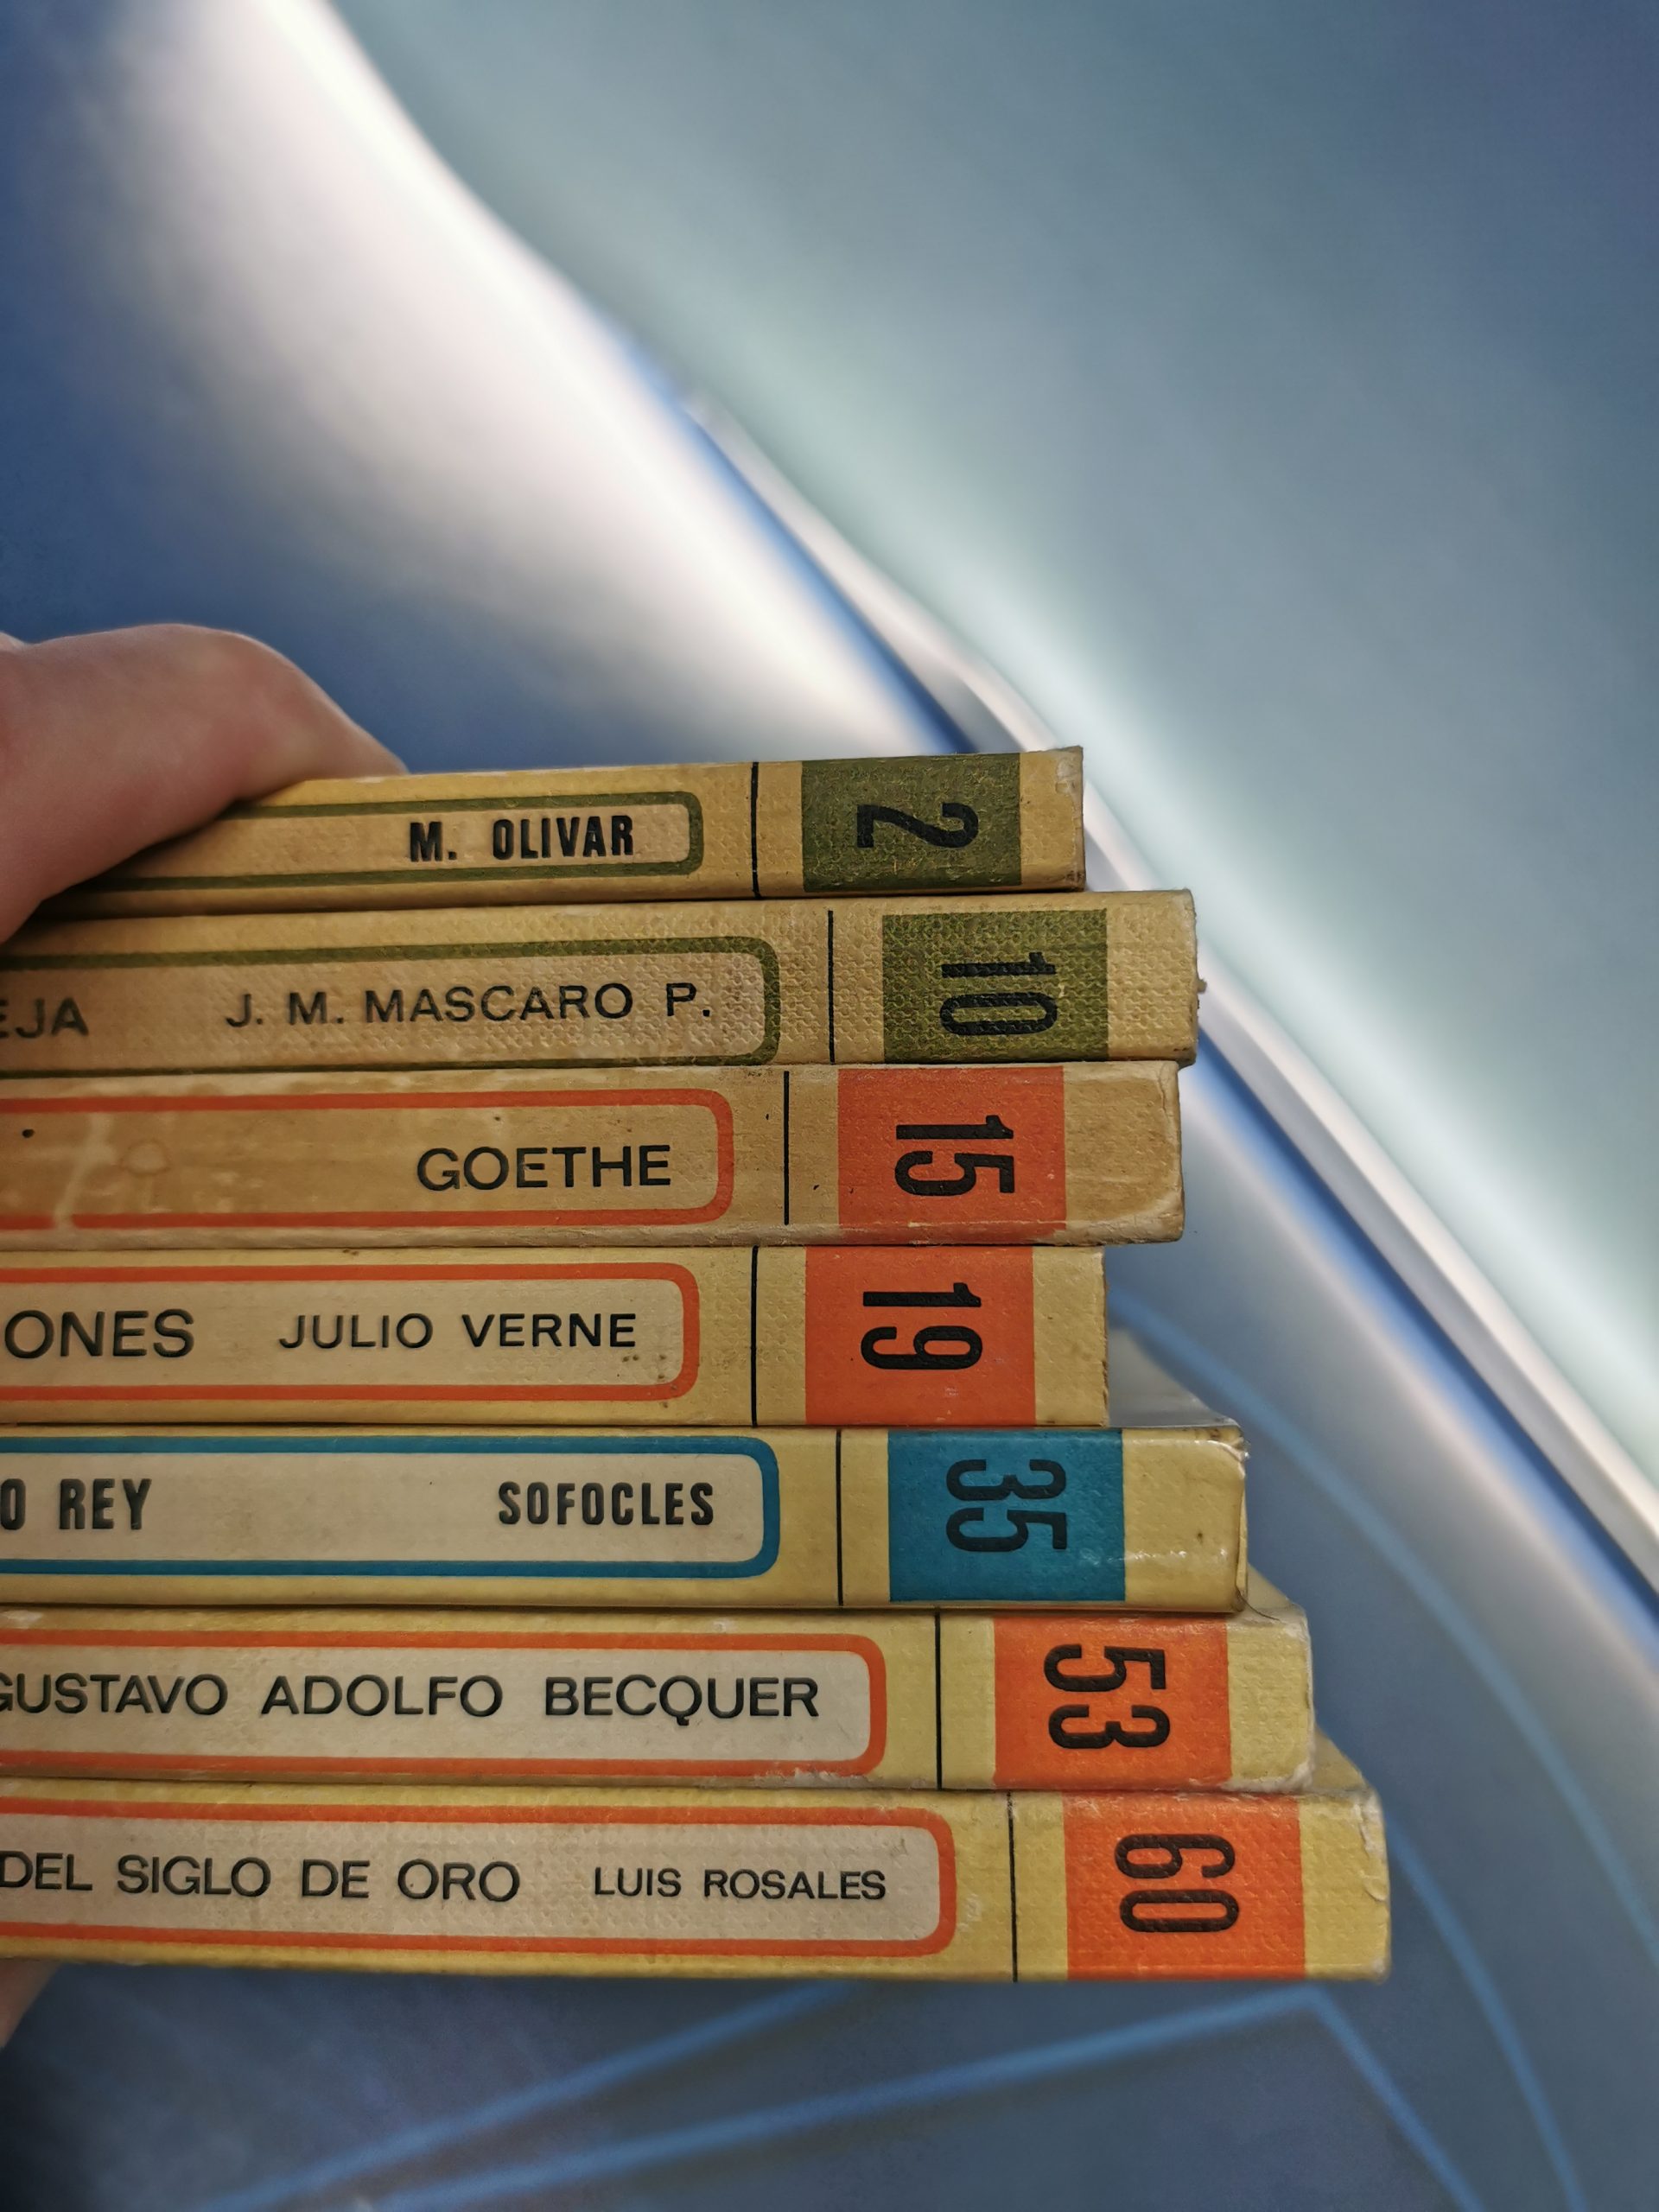 M. OLIVAR 2
EJA J. M. MASCARO P. 10
GOETHE 15
ONES JULIO VERNE 19
O REY SOFOCLES 35
GUSTAVO ADOLFO BECQUER 53
DEL SIGLO DE ORO LUIS ROSALES 60